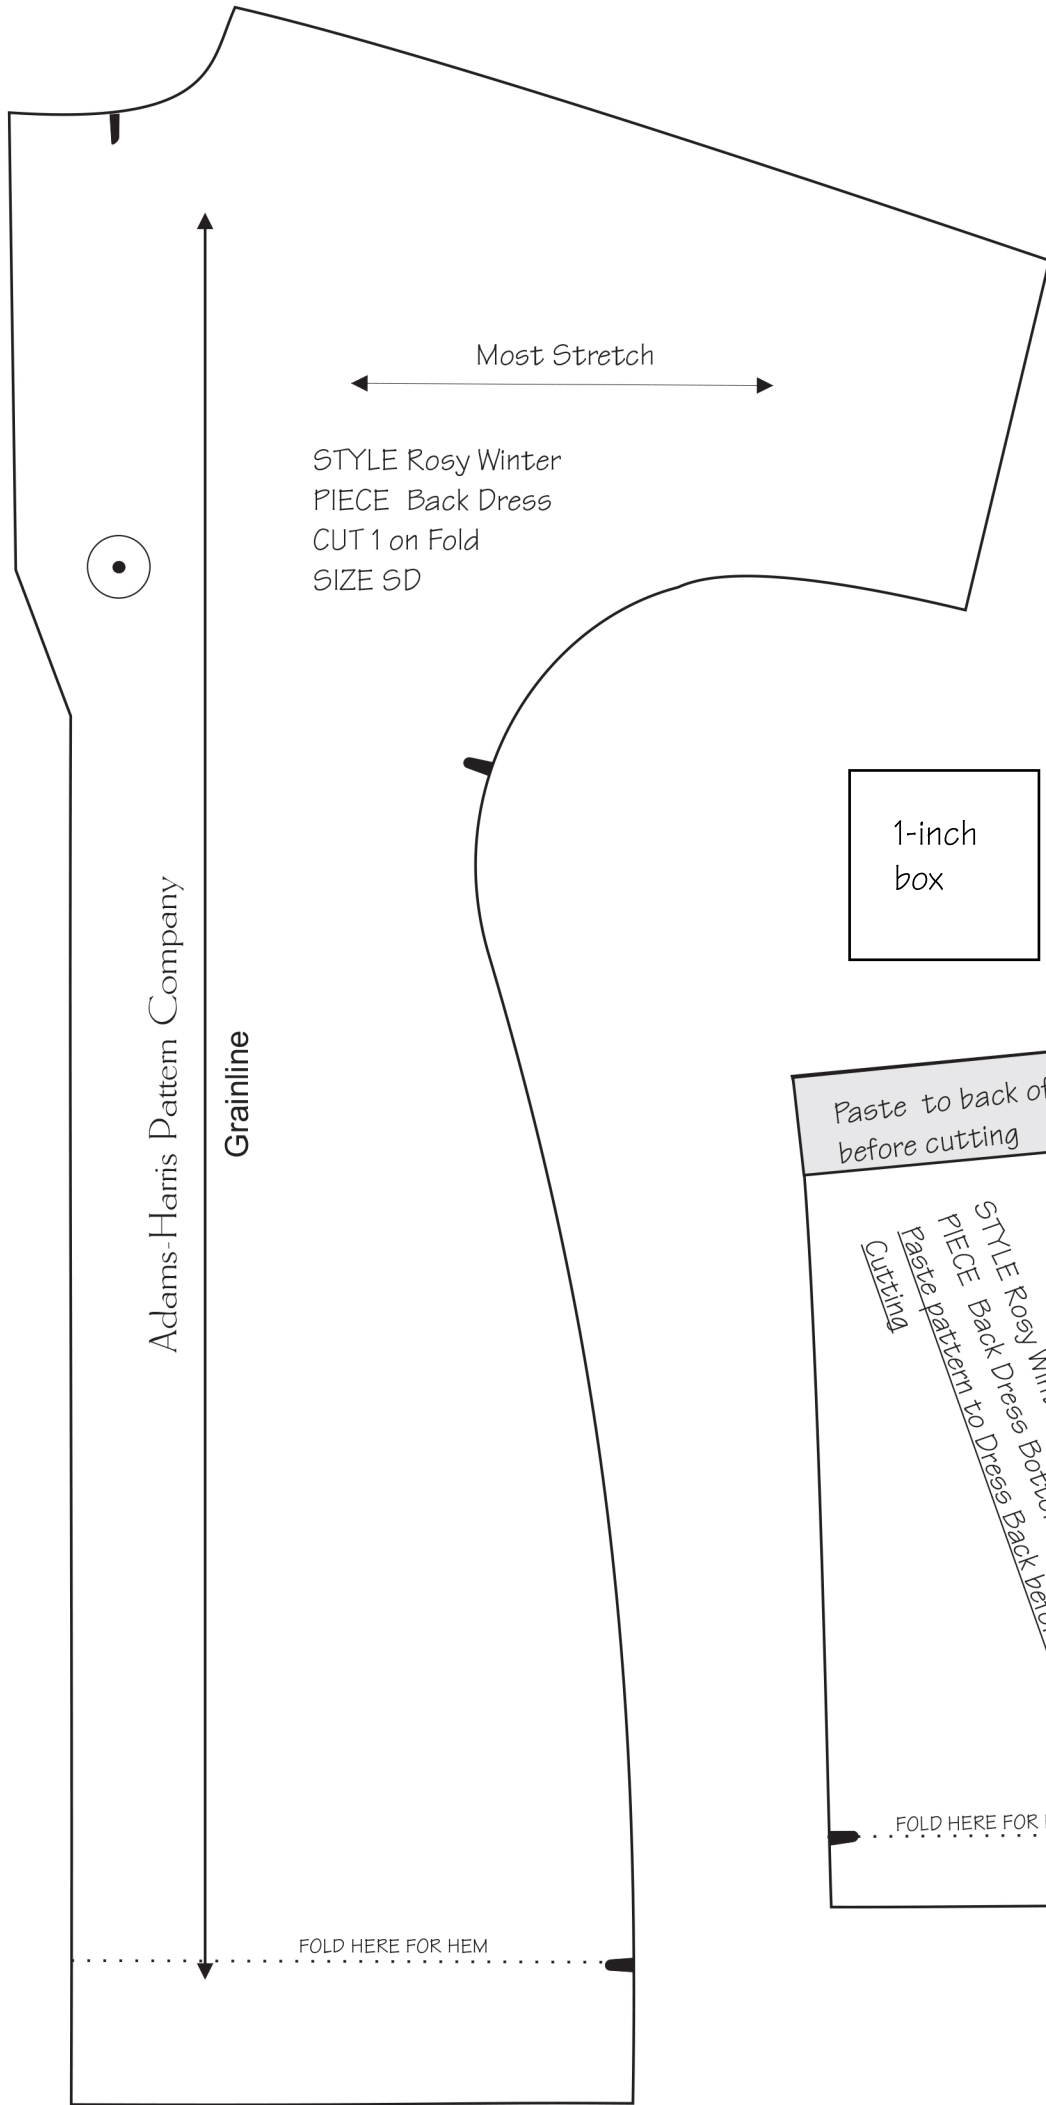 Most Stretch
STYLE Rosy Winter
PIECE Back Dress
CUT 1 on Fold
SIZE SD
1-inch
box
Adams-Harris Pattern Company
Grainline
Paste to back of
before cutting
STYLE Rosy
PIECE Back Dress
Paste pattern to Dress Back
Cutting
FOLD HERE FOR
FOLD HERE FOR HEM